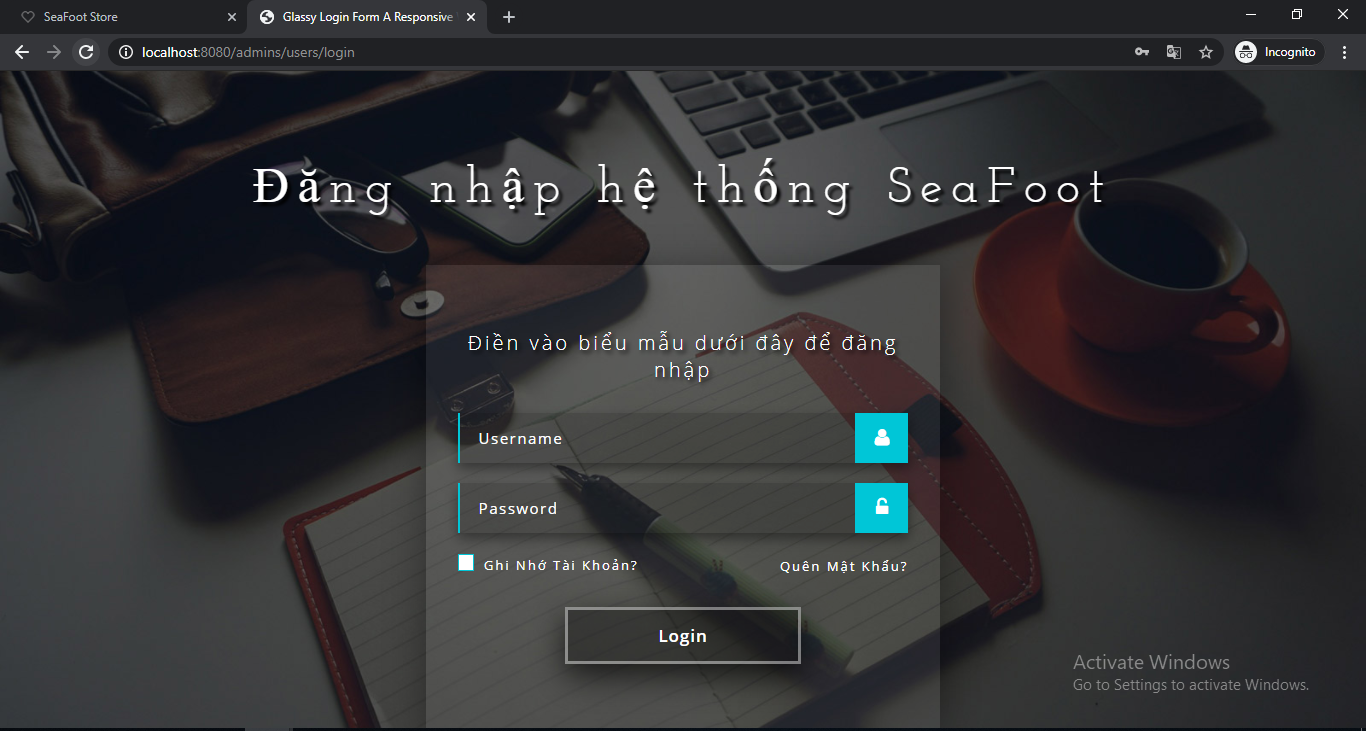 SeaFoot Store
Glassy Login Form A Responsive
localhost:8080/admins/users/login
Incognito
Đăng nhập hệ thống SeaFoot
Điền vào biểu mẫu dưới đây để đăng
nhập
Username
Password
Ghi Nhớ Tài Khoản?
Quên Mật Khẩu?
Login
Activate Windows
Go to Settings to activate Windows.